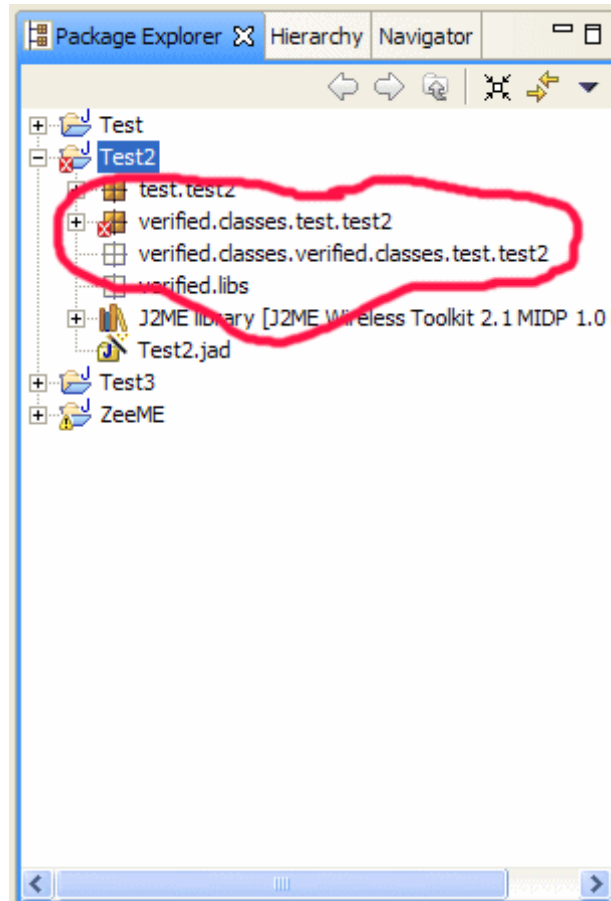 Package Explorer Hierarchy Navigator
Test
Test2
test.test2
verified.classes.test.test2
verified.classes.verified.classes.test.test2
verified.libs
J2ME library [J2ME Wireless Toolkit 2.1 MIDP 1.0
Test2.jad
Test3
ZeeME